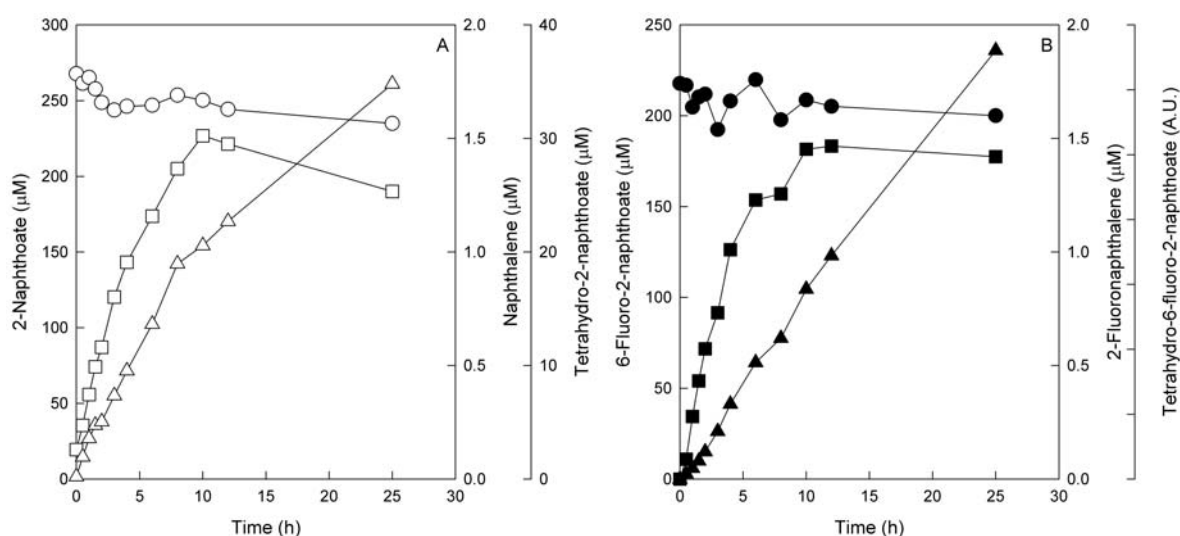 A
300
250
200
150
100
50
0
2-Naphthoate (µM)
0 5 10 15 20 25 30
Time (h)
2.0
1.5
1.0
0.5
0.0
Naphthalene (µM)
40
30
20
10
0
Tetrahydro-2-naphthoate (µM)
B
250
200
150
100
50
0
6-Fluoro-2-naphthoate (µM)
0 5 10 15 20 25 30
Time (h)
2.0
1.5
1.0
0.5
0.0
2-Fluoronaphthalene (µM)
Tetrahydro-6-fluoro-2-naphthoate (A.U.)